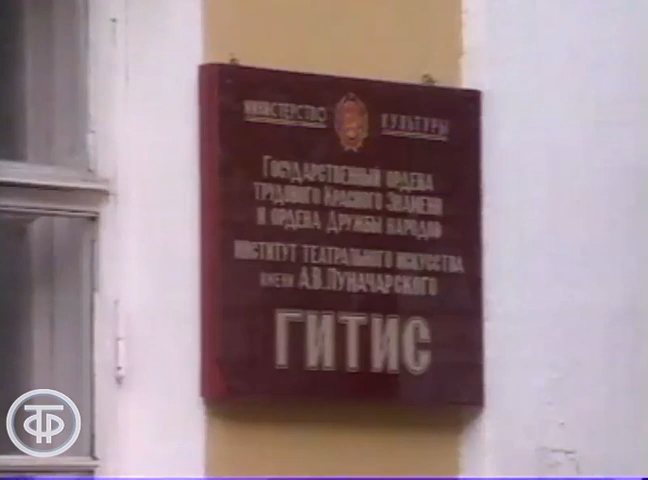 МИНИСТЕРСТВО КУЛЬТУРЫ
ГОСУДАРСТВЕННЫЙ ОРДЕНА
ТРУДОВОГО КРАСНОГО ЗНАМЕНИ
И ОРДЕНА ДРУЖБЫ НАРОДОВ
ИНСТИТУТ ТЕАТРАЛЬНОГО ИСКУССТВА
ИМЕНИ А.В.ЛУНАЧАРСКОГО
ГИТИС